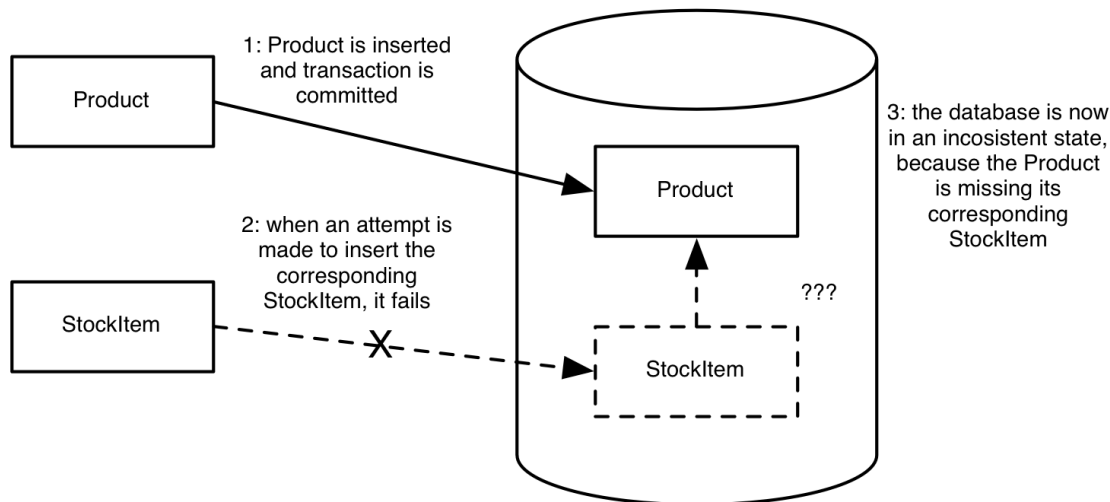 1: Product is inserted
and transaction is
committed
Product
3: the database is now
in an incosistent state,
because the Product
is missing its
corresponding
StockItem
Product
2: when an attempt is
made to insert the
corresponding
StockItem, it fails
StockItem
???
StockItem